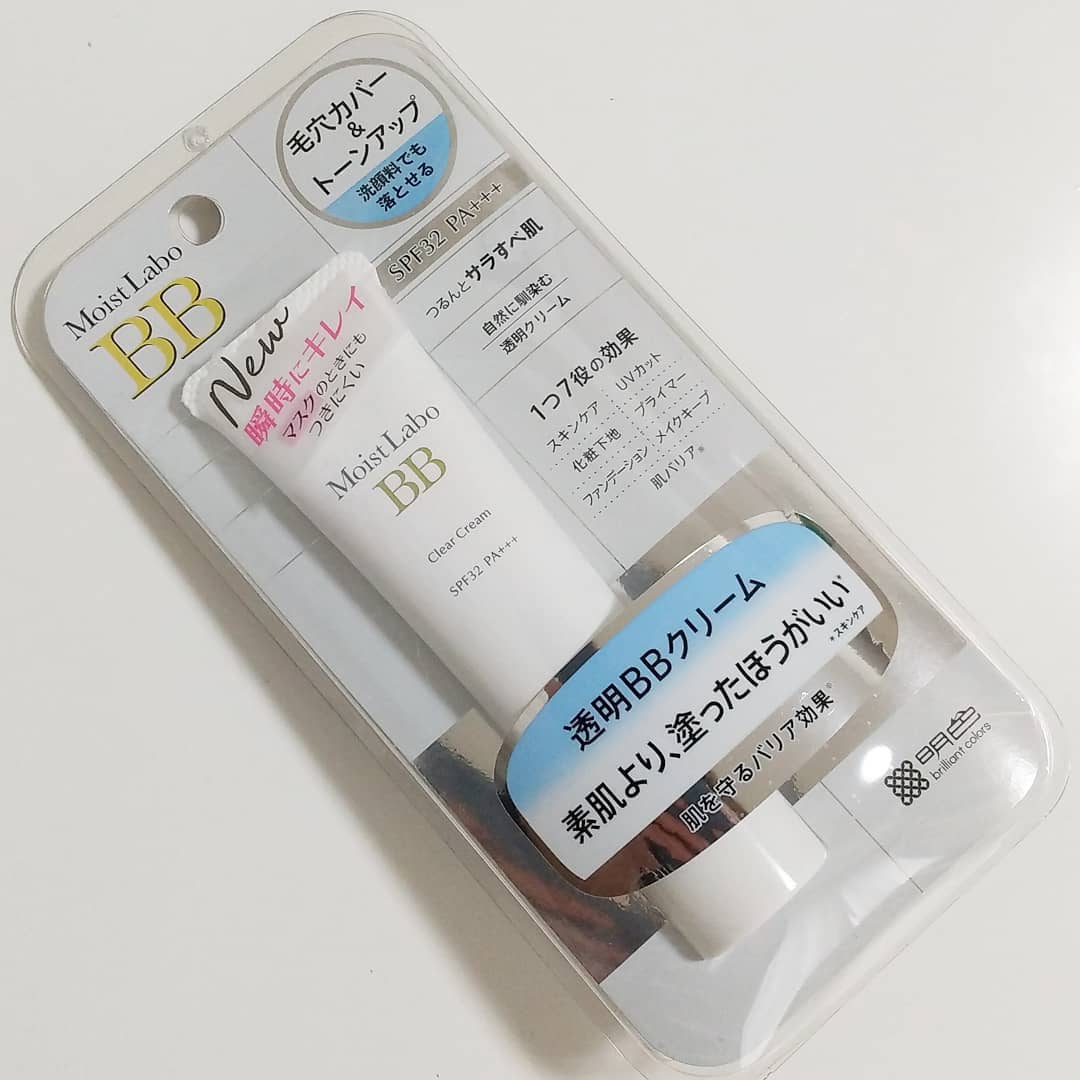 毛穴カバー
&
トーンアップ
洗顔料でも
落とせる
Moist Labo
BB
SPF32 PA+++
つるんとサラすべ肌
自然に馴染む
透明クリーム
1つ7役の効果
スキンケア UVカット
化粧下地 プライマー
ファンデーション メイクキープ
肌バリア※
New
瞬時にキレイ
マスクのときにも
つきにくい
Moist Labo
BB
Clear Cream
SPF32 PA+++
透明BBクリーム
素肌より、塗ったほうがいい*
*スキンケア
肌を守るバリア効果※
明色
brilliant colors